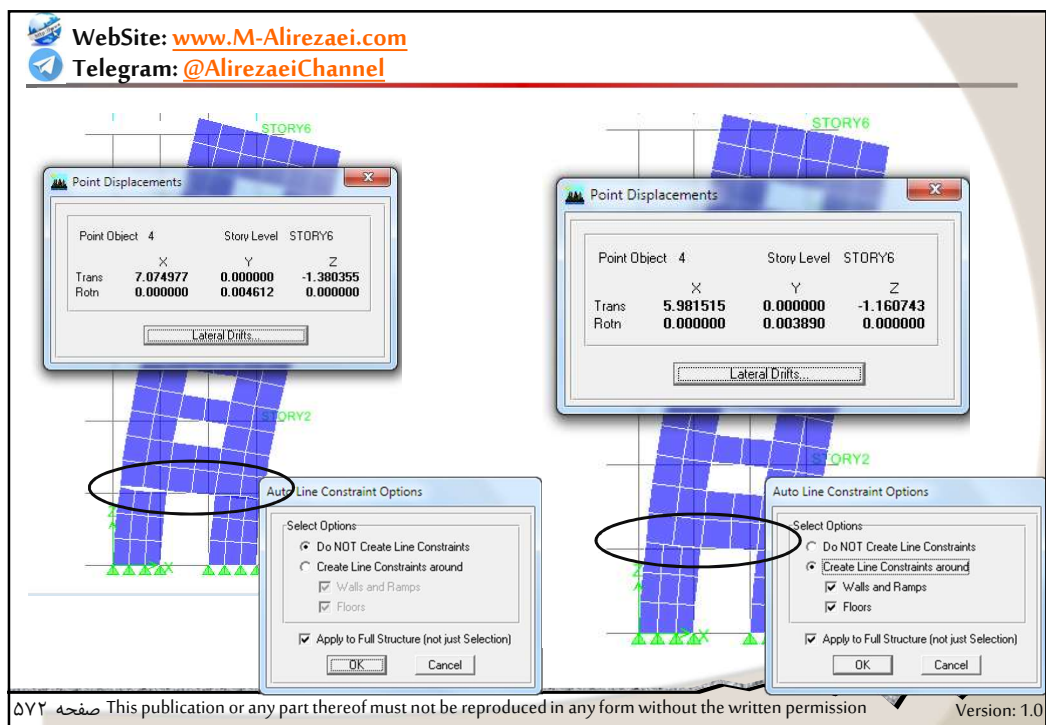 WebSite: www.M-Alirezaei.com
Telegram: @AlirezaeiChannel
STORY6
Point Displacements
Point Object 4 Story Level STORY6
X Y Z
Trans 7.074977 0.000000 -1.380355
Rotn 0.000000 0.004612 0.000000
Lateral Drifts...
STORY2
Z
X
Auto Line Constraint Options
Select Options
Do NOT Create Line Constraints
Create Line Constraints around
Walls and Ramps
Floors
Apply to Full Structure (not just Selection)
OK Cancel
STORY6
Point Displacements
Point Object 4 Story Level STORY6
X Y Z
Trans 5.981515 0.000000 -1.160743
Rotn 0.000000 0.003890 0.000000
Lateral Drifts...
STORY2
Z
X
Auto Line Constraint Options
Select Options
Do NOT Create Line Constraints
Create Line Constraints around
Walls and Ramps
Floors
Apply to Full Structure (not just Selection)
OK Cancel
صفحه ۵۷۲ This publication or any part thereof must not be reproduced in any form without the written permission Version: 1.0